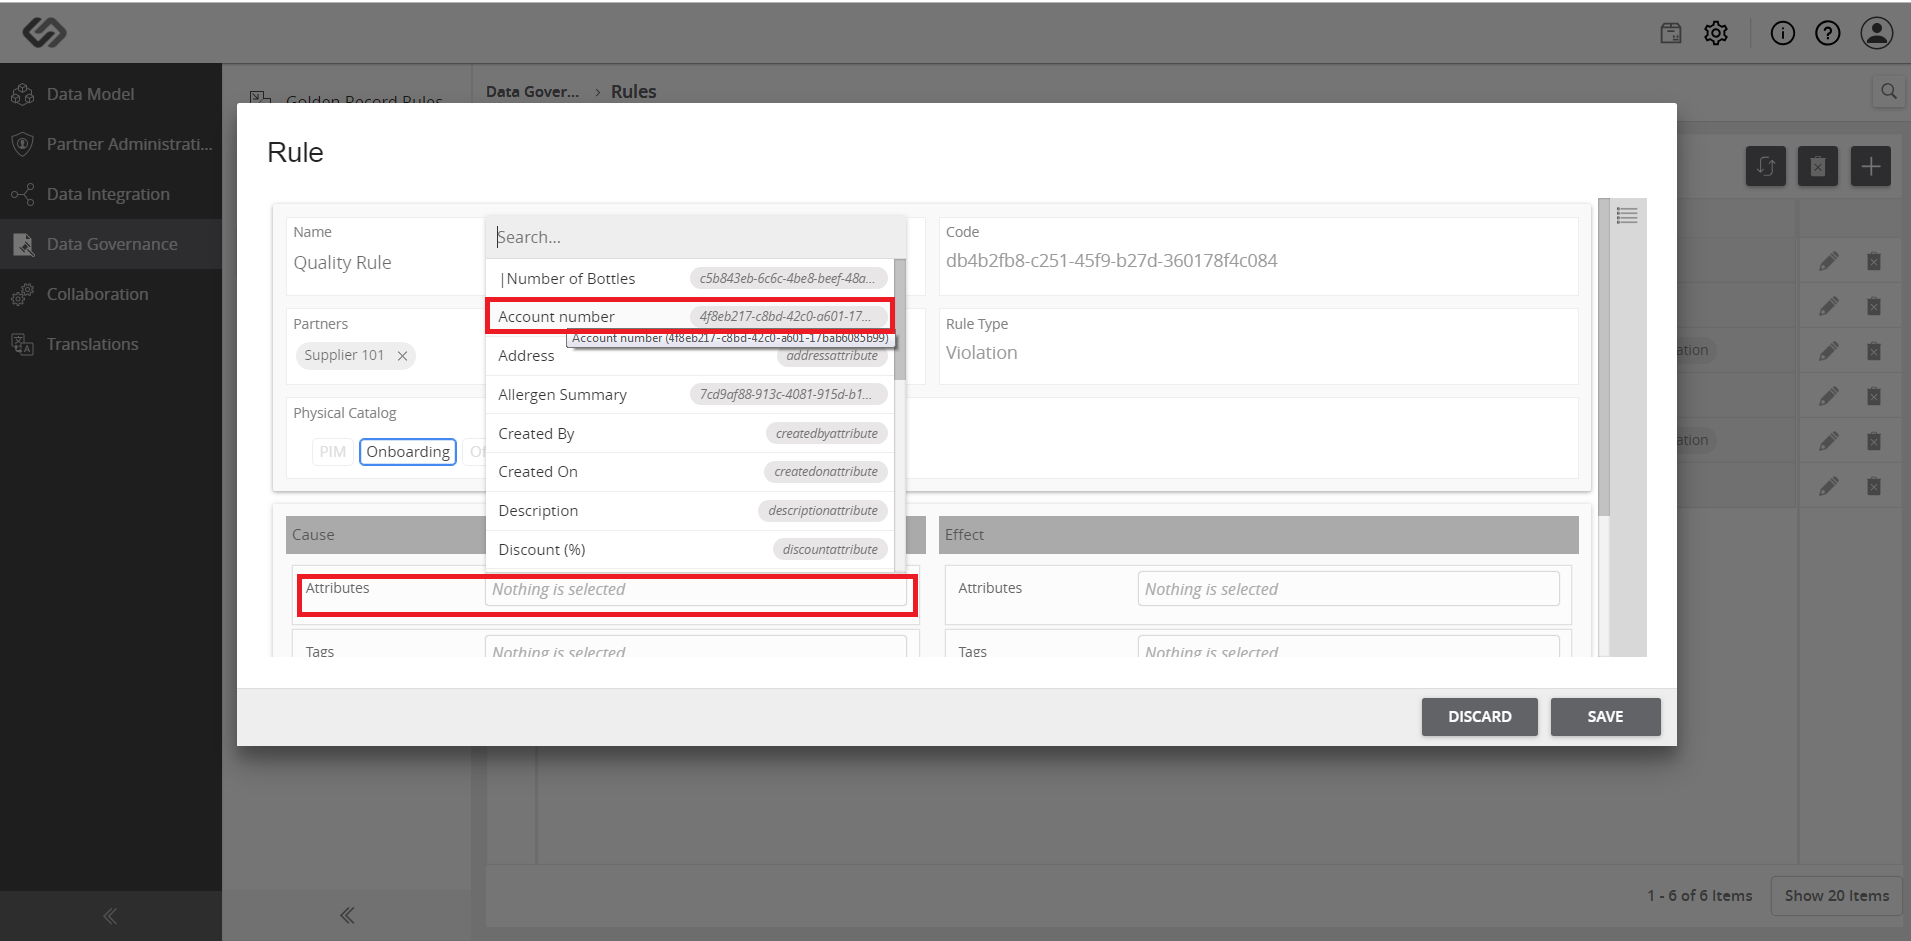 Data Model
Partner Administrati...
Data Integration
Data Governance
Collaboration
Translations
Golden Record Rules
Data Gover... › Rules
Rule
Name
Quality Rule
Partners
Supplier 101
Physical Catalog
PIM Onboarding Of
Search...
|Number of Bottles c5b843eb-6c6c-4be8-beef-48a...
Account number 4f8eb217-c8bd-42c0-a601-17...
Account number (4f8eb217-c8bd-42c0-a601-17bab6085b99)
Address addressattribute
Allergen Summary 7cd9af88-913c-4081-915d-b1...
Created By createdbyattribute
Created On createdonattribute
Description descriptionattribute
Discount (%) discountattribute
Code
db4b2fb8-c251-45f9-b27d-360178f4c084
Rule Type
Violation
Cause
Attributes Nothing is selected
Tags Nothing is selected
Effect
Attributes Nothing is selected
Tags Nothing is selected
ation
ation
DISCARD SAVE
1 - 6 of 6 Items Show 20 Items